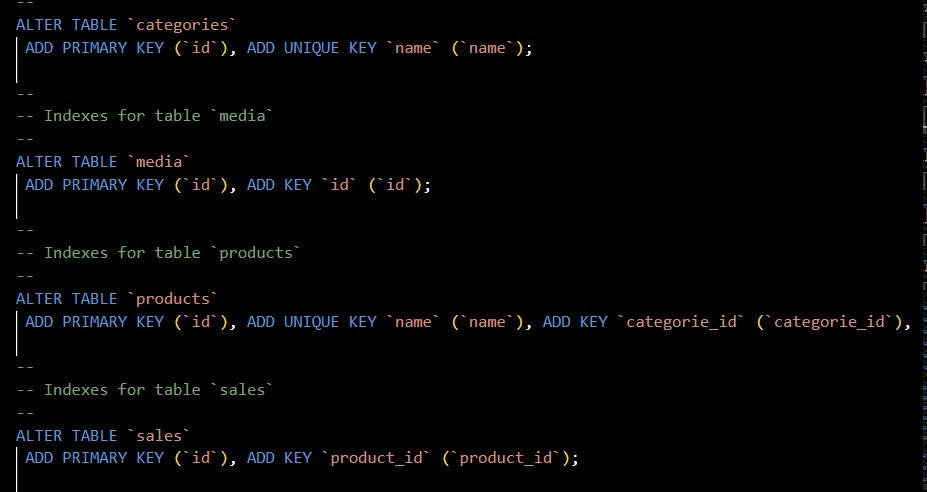 --
ALTER TABLE `categories`
ADD PRIMARY KEY (`id`), ADD UNIQUE KEY `name` (`name`);
--
-- Indexes for table `media`
--
ALTER TABLE `media`
ADD PRIMARY KEY (`id`), ADD KEY `id` (`id`);
--
-- Indexes for table `products`
--
ALTER TABLE `products`
ADD PRIMARY KEY (`id`), ADD UNIQUE KEY `name` (`name`), ADD KEY `categorie_id` (`categorie_id`),
--
-- Indexes for table `sales`
--
ALTER TABLE `sales`
ADD PRIMARY KEY (`id`), ADD KEY `product_id` (`product_id`);